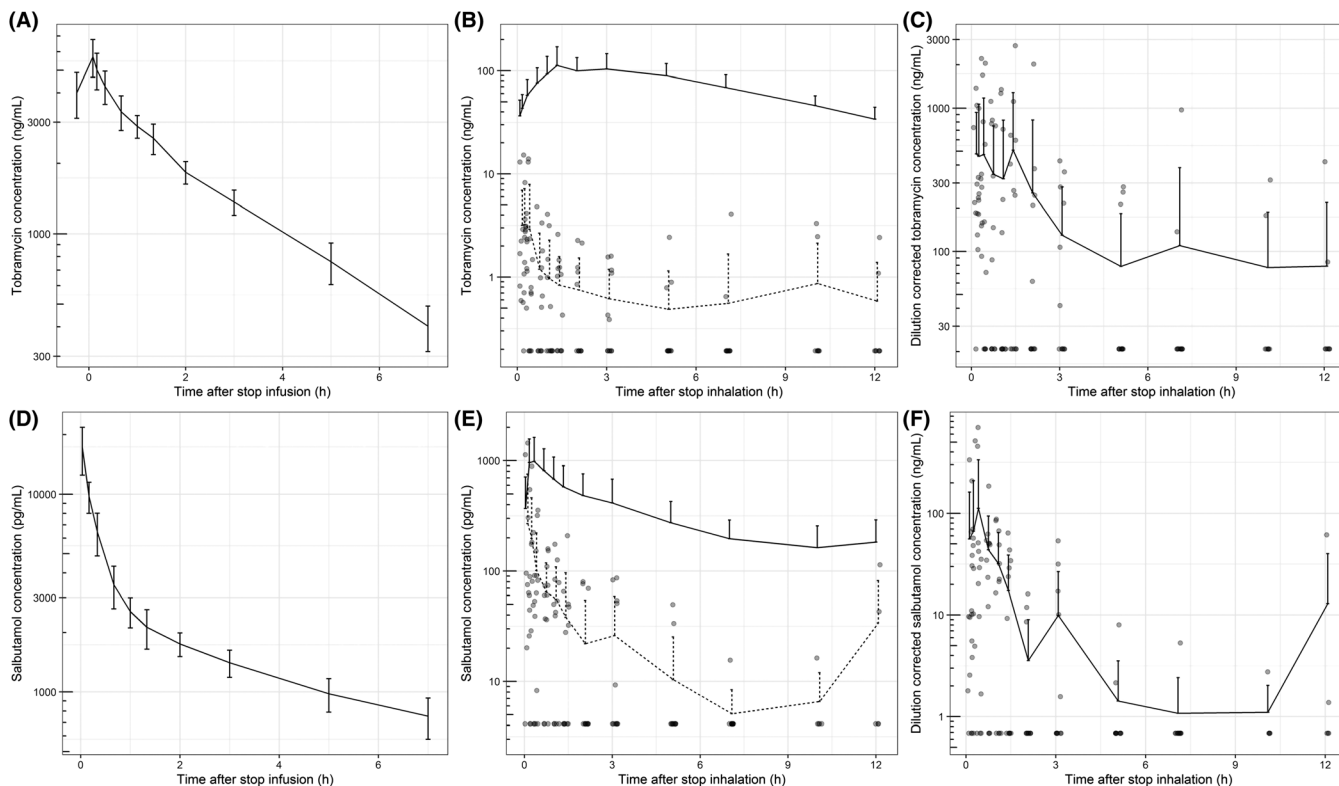 (A)
Tobramycin concentration (ng/mL)
3000
1000
300
0
2
4
6
Time after stop infusion (h)
(B)
Tobramycin concentration (ng/mL)
100
10
1
0
3
6
9
12
Time after stop inhalation (h)
(C)
Dilution corrected tobramycin concentration (ng/mL)
3000
1000
300
100
30
0
3
6
9
12
Time after stop inhalation (h)
(D)
Salbutamol concentration (pg/mL)
10000
3000
1000
0
2
4
6
Time after stop infusion (h)
(E)
Salbutamol concentration (pg/mL)
1000
100
10
0
3
6
9
12
Time after stop inhalation (h)
(F)
Dilution corrected salbutamol concentration (ng/mL)
100
10
1
0
3
6
9
12
Time after stop inhalation (h)